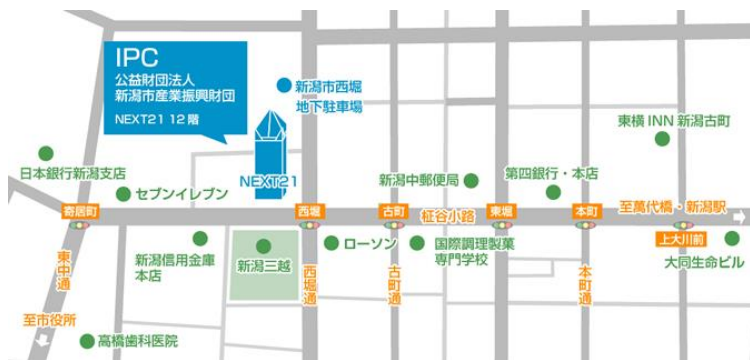 IPC
公益財団法人
新潟市産業振興財団
NEXT21 12階
新潟市西堀
地下駐車場
東横 INN 新潟古町
日本銀行新潟支店
セブンイレブン
NEXT21
新潟中郵便局
第四銀行・本店
寄居町
西堀
古町
柾谷小路
東堀
本町
至萬代橋・新潟駅
上大川前
東中通
新潟信用金庫
本店
新潟三越
西堀通
ローソン
古町通
国際調理製菓
専門学校
本町通
大同生命ビル
至市役所
高橋歯科医院